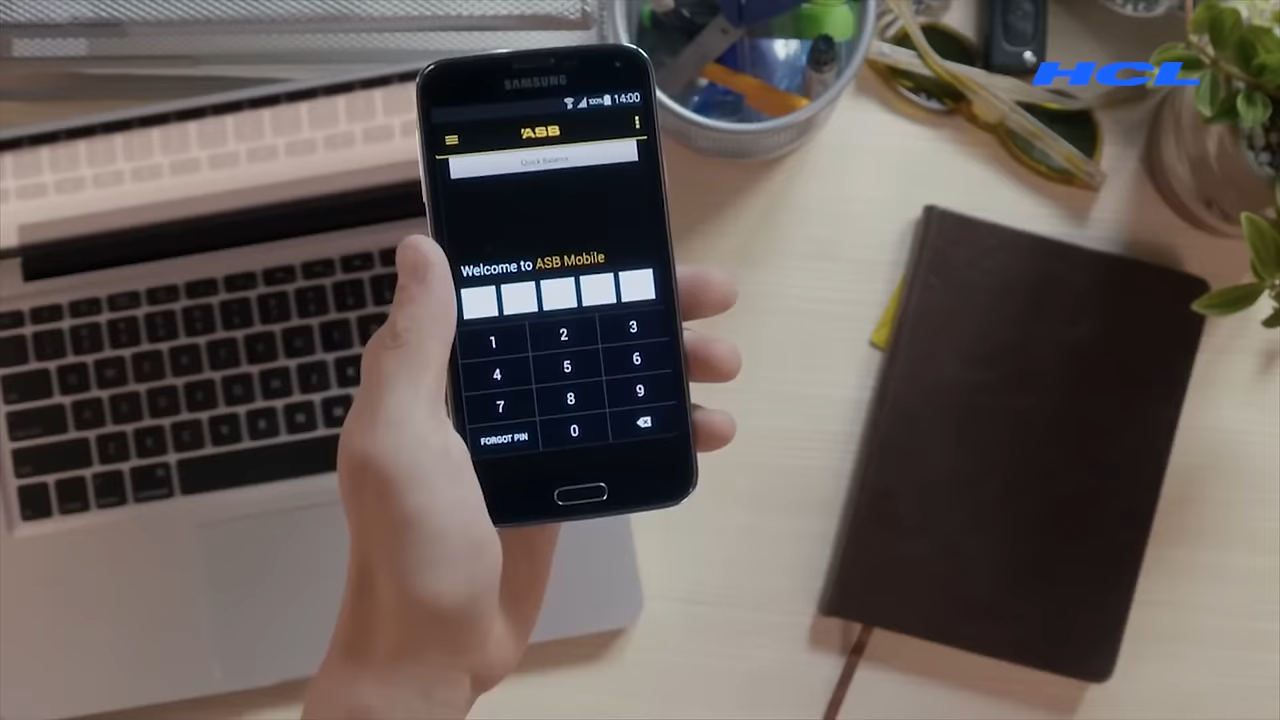 HCL
SAMSUNG
100% 14:00
ASB
Quick Balance
Welcome to ASB Mobile
1 2 3
4 5 6
7 8 9
FORGOT PIN 0